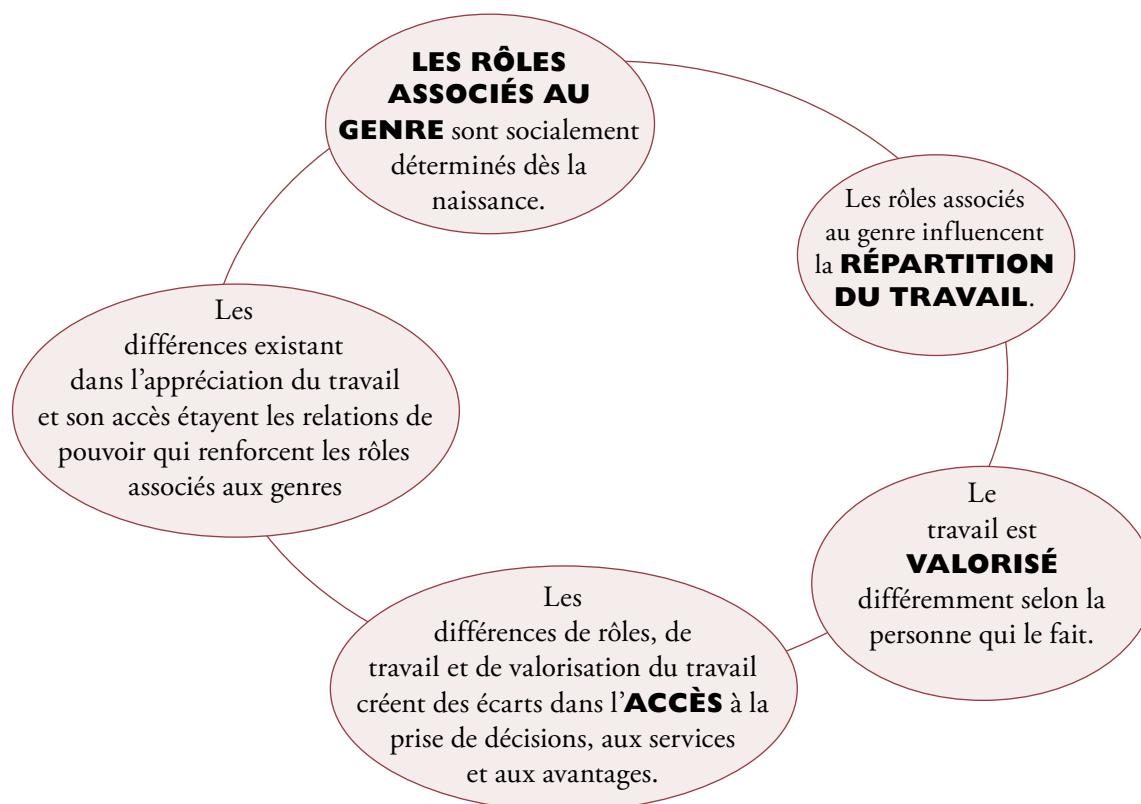 LES RÔLES
ASSOCIÉS AU
GENRE sont socialement
déterminés dès la
naissance.
Les rôles associés
au genre influencent
la RÉPARTITION
DU TRAVAIL.
Le
travail est
VALORISÉ
différemment selon la
personne qui le fait.
Les
différences de rôles, de
travail et de valorisation du travail
créent des écarts dans l’ACCÈS à la
prise de décisions, aux services
et aux avantages.
Les
différences existant
dans l’appréciation du travail
et son accès étayent les relations de
pouvoir qui renforcent les rôles
associés aux genres